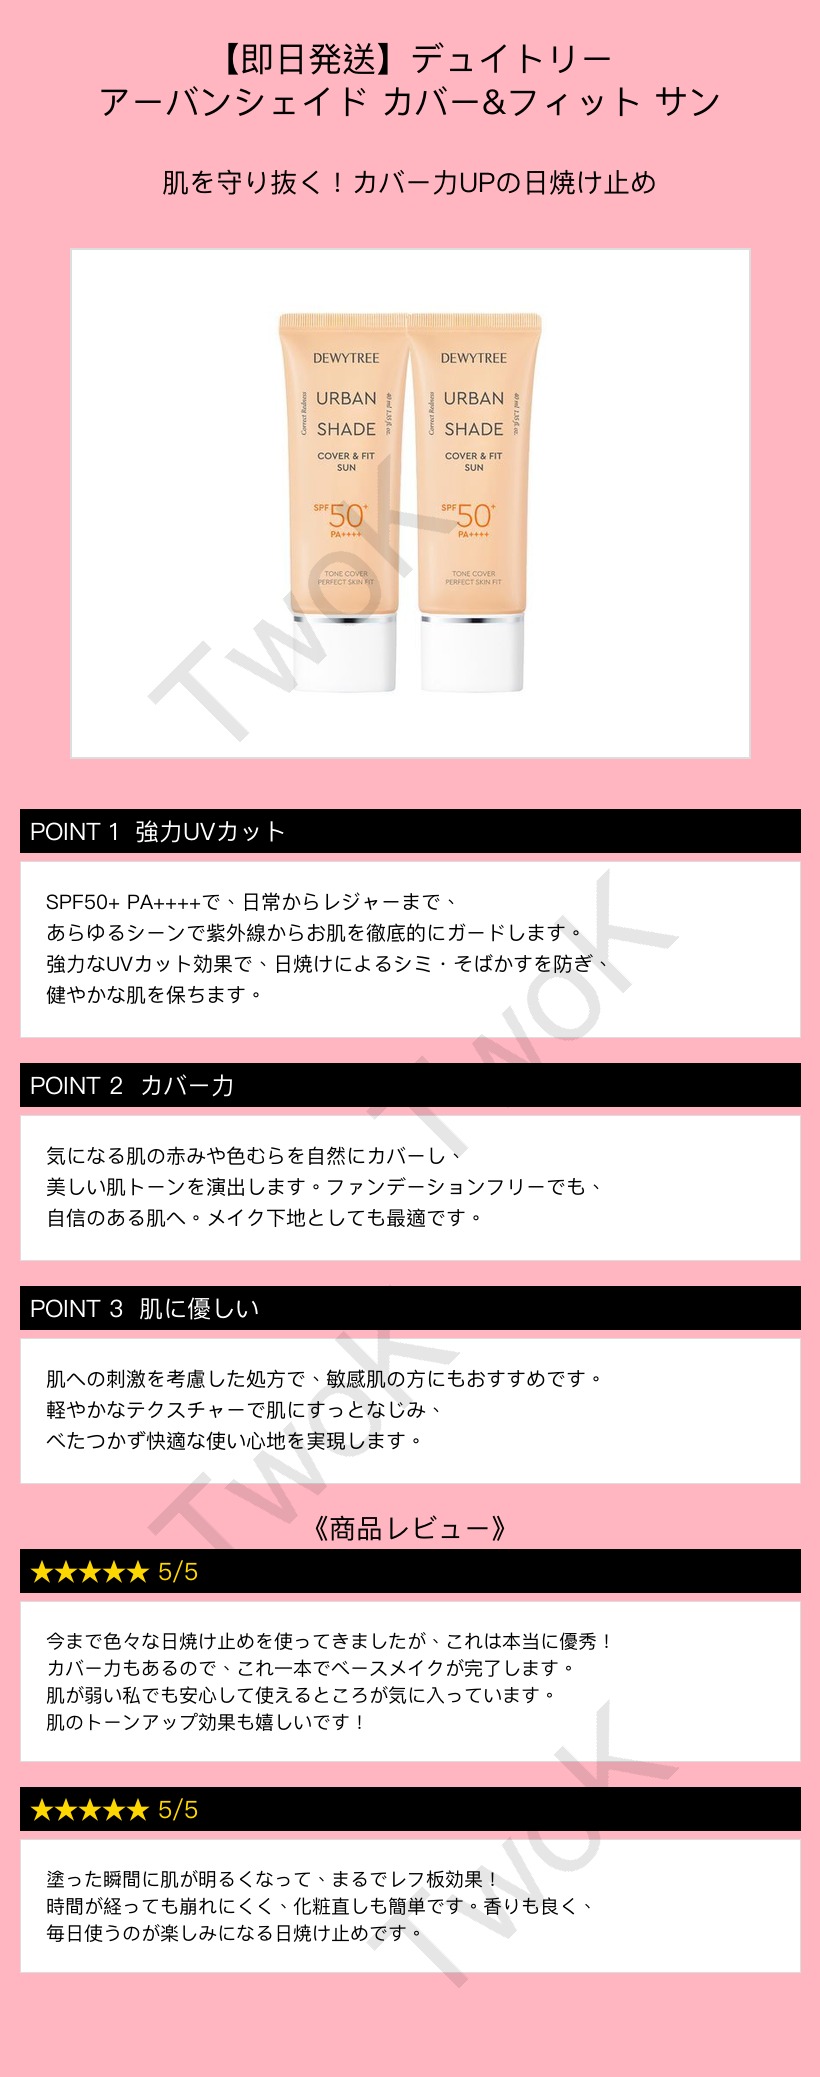 【即日発送】デュイトリー
アーバンシェイド カバー&フィット サン
肌を守り抜く！カバー力UPの日焼け止め
DEWYTREE
URBAN
SHADE
COVER & FIT
SUN
Correct Redness
40 ml 1.35 fl. oz.
SPF50+
PA++++
TONE COVER
PERFECT SKIN FIT
DEWYTREE
URBAN
SHADE
COVER & FIT
SUN
Correct Redness
40 ml 1.35 fl. oz.
SPF50+
PA++++
TONE COVER
PERFECT SKIN FIT
TwoK
POINT 1 強力UVカット
SPF50+ PA++++で、日常からレジャーまで、
あらゆるシーンで紫外線からお肌を徹底的にガードします。
強力なUVカット効果で、日焼けによるシミ・そばかすを防ぎ、
健やかな肌を保ちます。
TwoK
POINT 2 カバー力
気になる肌の赤みや色むらを自然にカバーし、
美しい肌トーンを演出します。ファンデーションフリーでも、
自信のある肌へ。メイク下地としても最適です。
POINT 3 肌に優しい
肌への刺激を考慮した処方で、敏感肌の方にもおすすめです。
軽やかなテクスチャーで肌にすっとなじみ、
べたつかず快適な使い心地を実現します。
TwoK
《商品レビュー》
★★★★★ 5/5
今まで色々な日焼け止めを使ってきましたが、これは本当に優秀！
カバー力もあるので、これ一本でベースメイクが完了します。
肌が弱い私でも安心して使えるところが気に入っています。
肌のトーンアップ効果も嬉しいです！
★★★★★ 5/5
塗った瞬間に肌が明るくなって、まるでレフ板効果！
時間が経っても崩れにくく、化粧直しも簡単です。香りも良く、
毎日使うのが楽しみになる日焼け止めです。
TwoK